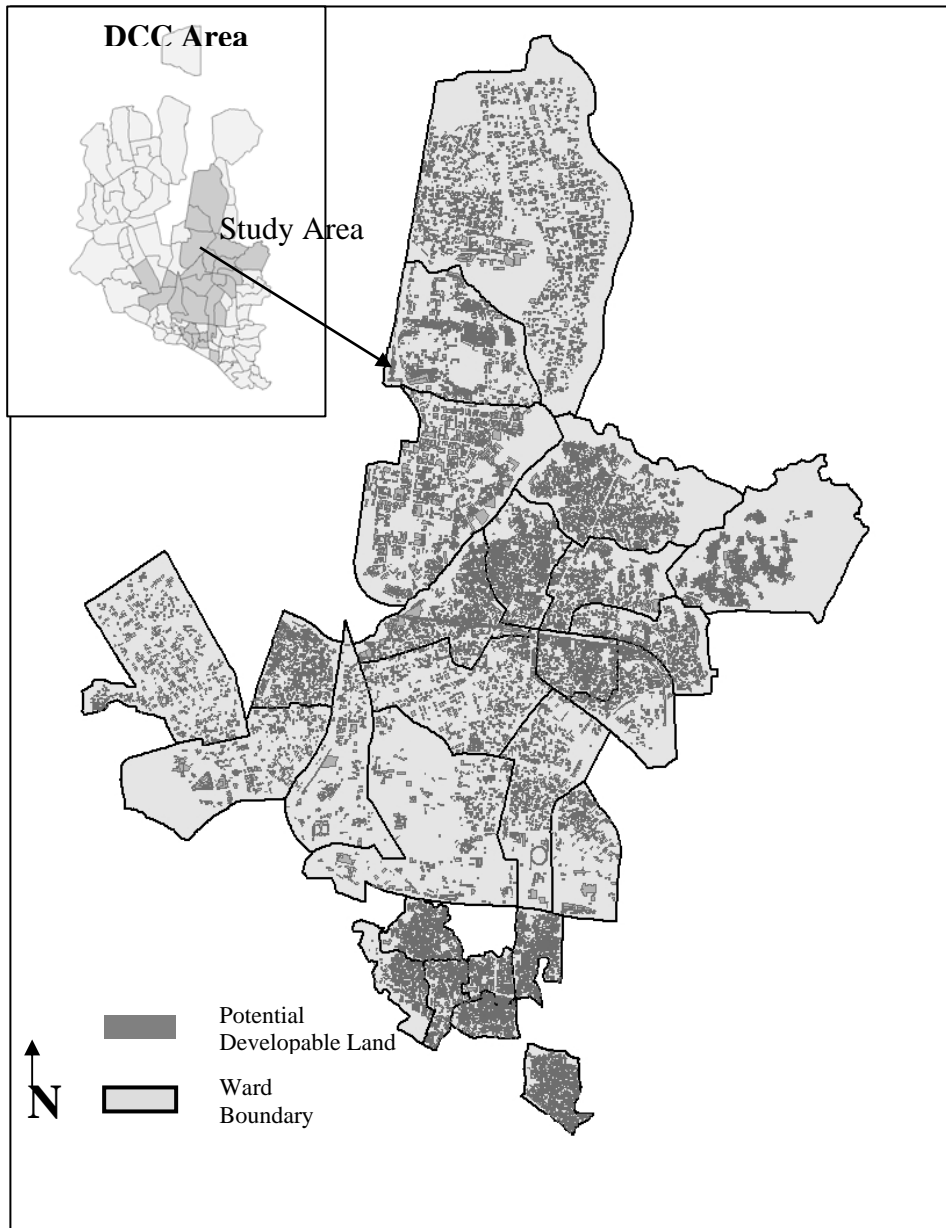 DCC Area
Study Area
Potential
Developable Land
N
Ward
Boundary